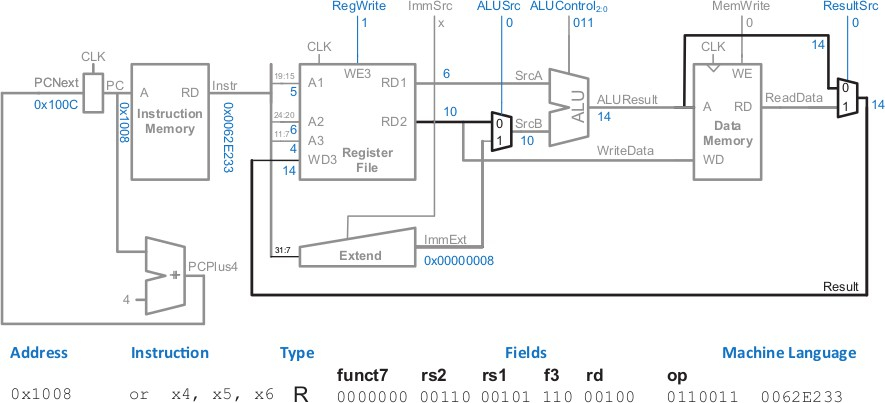 RegWrite ImmSrc ALUSrc ALUControl2:0 MemWrite ResultSrc
1 x 0 011 0 0
CLK CLK CLK 14
PCNext PC A RD Instr 19:15 A1 WE3 RD1 6 SrcA WE 0
0x100C 5 1 14
0x1008 Instruction Memory 0x0062E233 24:20 A2 RD2 10 0 SrcB ALU ALUResult A RD ReadData
6 1 10 14
11:7 A3 Data Memory
4 WD3 Register File WriteData WD
14
31:7 Extend ImmExt
0x00000008
+ PCPlus4
4
Result
Address Instruction Type Fields Machine Language
funct7 rs2 rs1 f3 rd op
0x1008 or x4, x5, x6 R 0000000 00110 00101 110 00100 0110011 0062E233